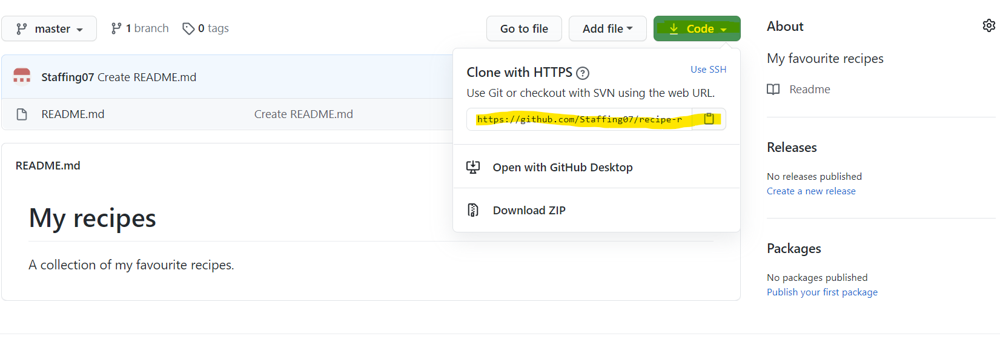 master
1 branch
0 tags
Go to file
Add file
Code
Staffing07 Create README.md
README.md
Create README.md
Clone with HTTPS ?
Use SSH
Use Git or checkout with SVN using the web URL.
https://github.com/Staffing07/recipe-r
Open with GitHub Desktop
Download ZIP
README.md
My recipes
A collection of my favourite recipes.
About
My favourite recipes
Readme
Releases
No releases published
Create a new release
Packages
No packages published
Publish your first package